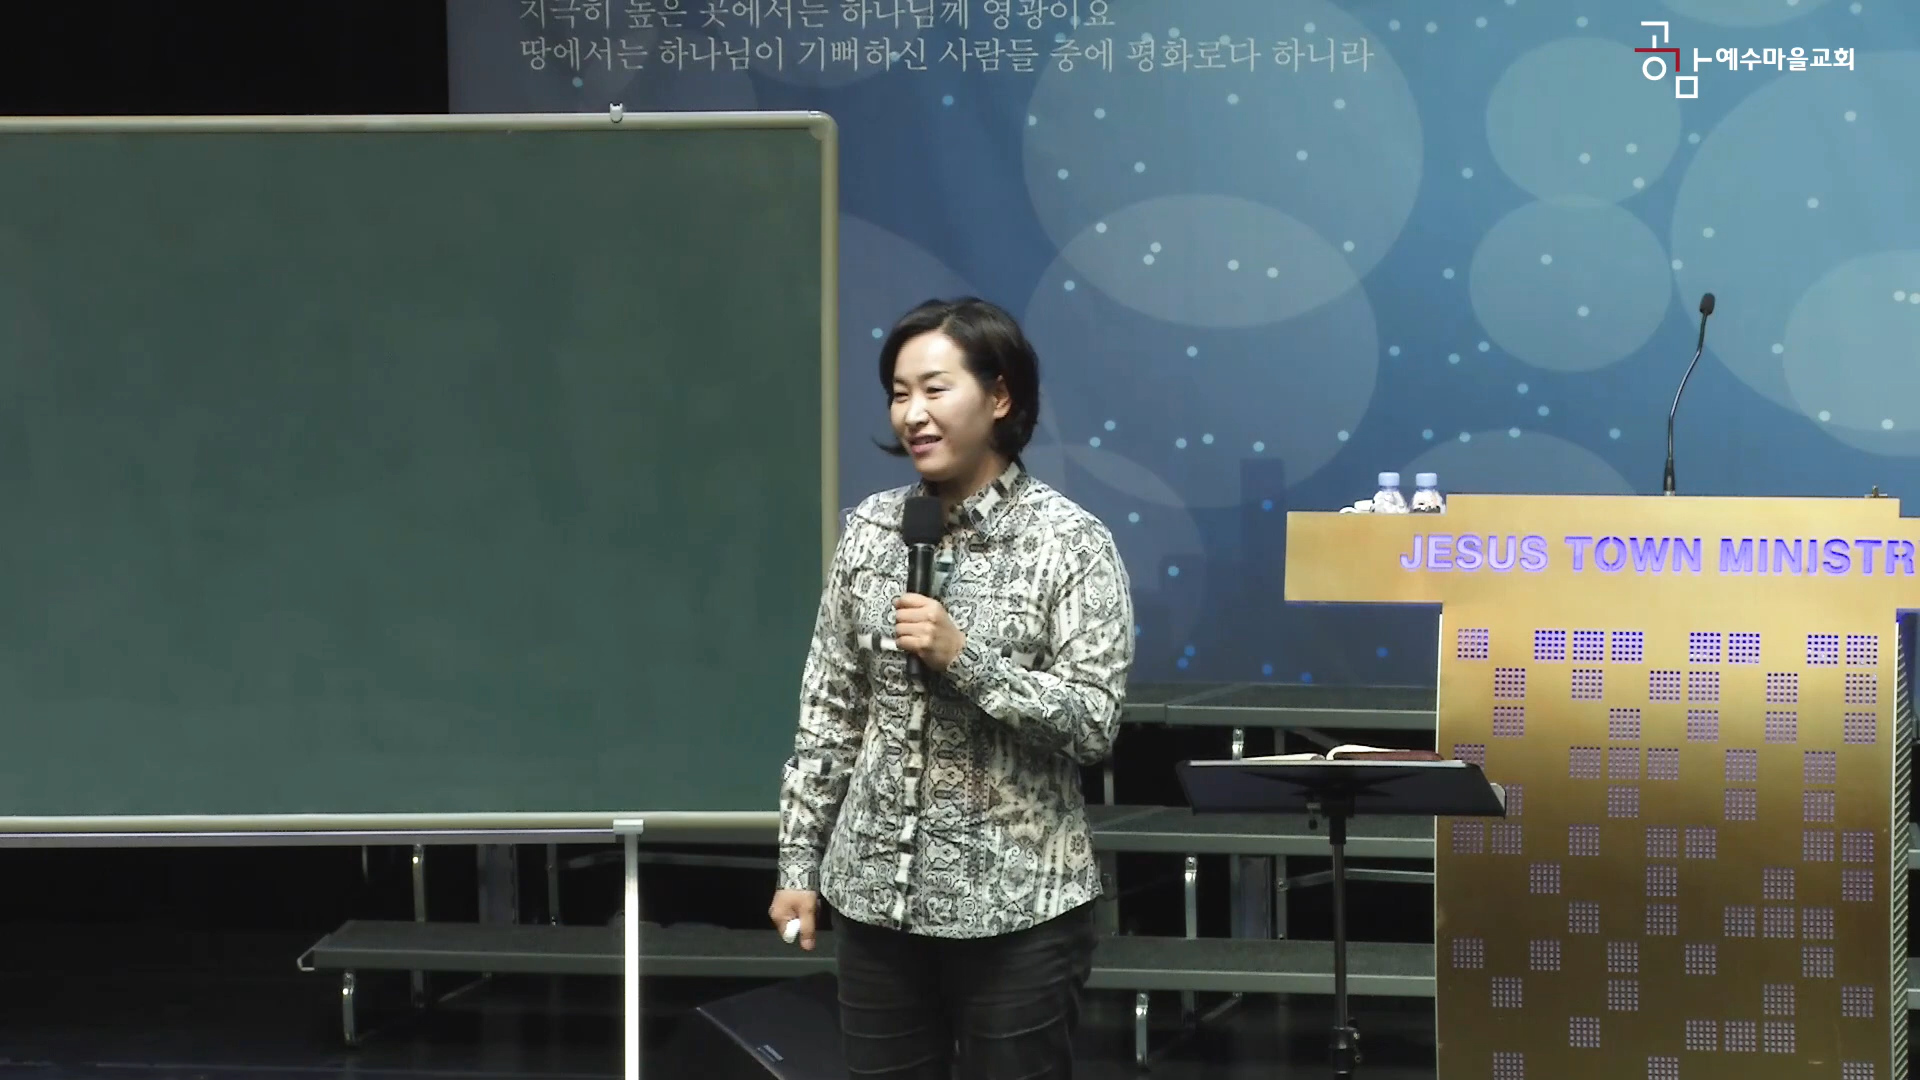 지극히 높은 곳에서는 하나님께 영광이요
땅에서는 하나님이 기뻐하신 사람들 중에 평화로다 하니라
공감 예수마을교회
JESUS TOWN MINISTR